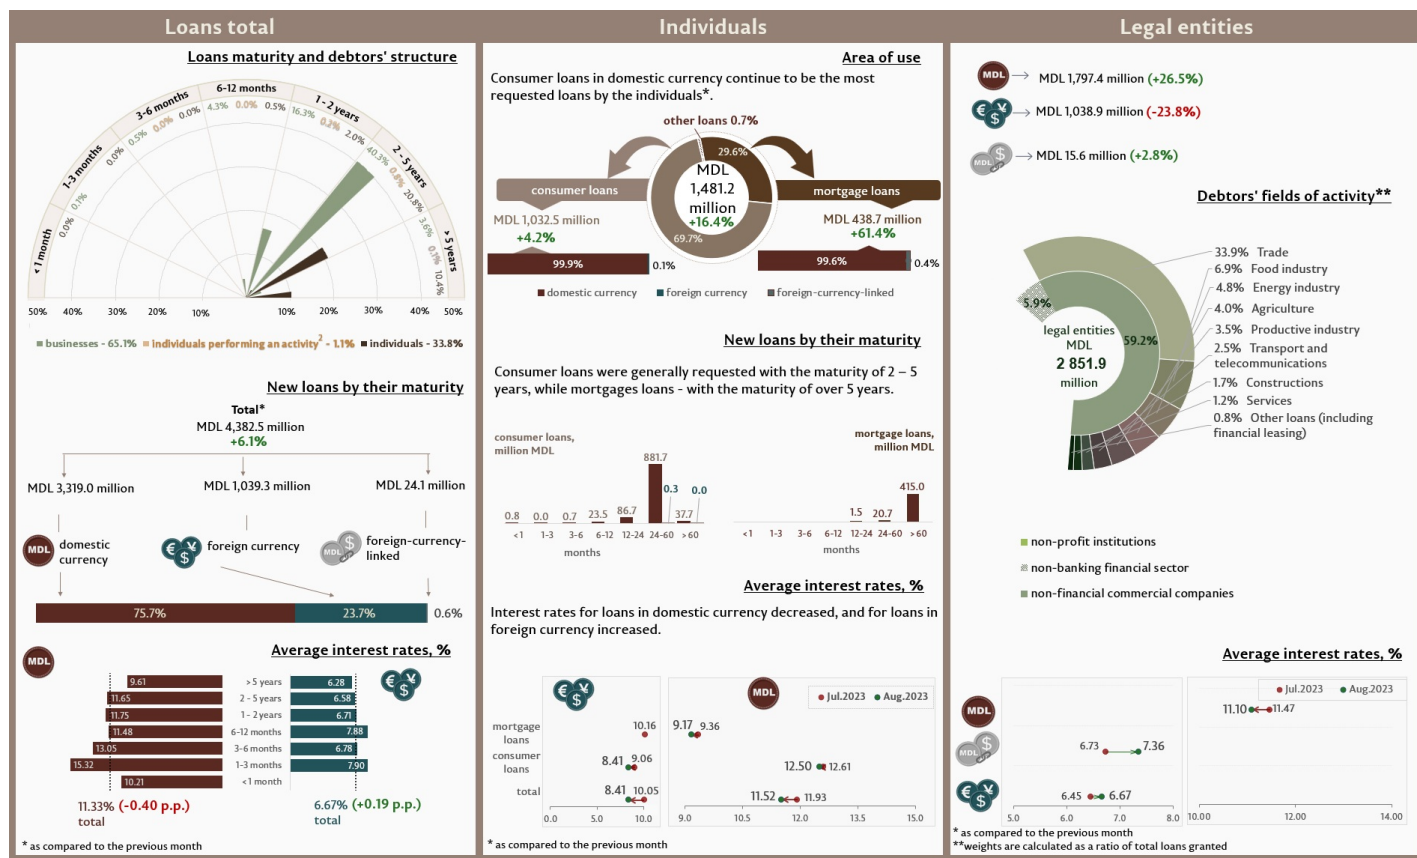 Loans total
Loans maturity and debtors' structure
< 1 month
1-3 months
3-6 months
6-12 months
1 - 2 years
2 - 5 years
> 5 years
0.0%
0.1%
0.0%
0.5%
0.0%
0.0%
4.3%
0.0%
0.5%
16.3%
0.2%
2.0%
40.3%
0.8%
20.8%
3.6%
0.1%
10.4%
50% 40% 30% 20% 10% 10% 20% 30% 40% 50%
businesses - 65.1% individuals performing an activity2 - 1.1% individuals - 33.8%
New loans by their maturity
Total*
MDL 4,382.5 million
+6.1%
MDL 3,319.0 million MDL 1,039.3 million MDL 24.1 million
MDL domestic currency
€ ¥ $ foreign currency
MDL $ foreign-currency-linked
75.7% 23.7% 0.6%
Average interest rates, %
MDL
€ ¥ $
9.61 > 5 years 6.28
11.65 2 - 5 years 6.58
11.75 1 - 2 years 6.71
11.48 6-12 months 7.88
13.05 3-6 months 6.78
15.32 1-3 months 7.90
10.21 <1 month
11.33% (-0.40 p.p.)
total
6.67% (+0.19 p.p.)
total
* as compared to the previous month
Individuals
Area of use
Consumer loans in domestic currency continue to be the most
requested loans by the individuals*.
other loans 0.7%
29.6%
MDL
1,481.2
million
+16.4%
69.7%
consumer loans
MDL 1,032.5 million
+4.2%
99.9% 0.1%
mortgage loans
MDL 438.7 million
+61.4%
99.6% 0.4%
domestic currency foreign currency foreign-currency-linked
New loans by their maturity
Consumer loans were generally requested with the maturity of 2 – 5
years, while mortgages loans - with the maturity of over 5 years.
consumer loans,
million MDL
0.8 0.0 0.7 23.5 86.7 881.7 0.3 37.7 0.0
<1 1-3 3-6 6-12 12-24 24-60 > 60
months
mortgage loans,
million MDL
1.5 20.7 415.0
<1 1-3 3-6 6-12 12-24 24-60 > 60
months
Average interest rates, %
Interest rates for loans in domestic currency decreased, and for loans in
foreign currency increased.
€ ¥ $
MDL
Jul.2023 Aug.2023
mortgage
loans
10.16 9.17 9.36
consumer
loans
8.41 9.06 12.50 12.61
total
8.41 10.05 11.52 11.93
0.0 5.0 10.0 9.0 10.5 12.0 13.5 15.0
* as compared to the previous month
Legal entities
MDL MDL 1,797.4 million (+26.5%)
€ ¥ $ MDL 1,038.9 million (-23.8%)
MDL $ MDL 15.6 million (+2.8%)
Debtors' fields of activity**
5.9%
59.2%
legal entities
MDL
2 851.9
million
33.9% Trade
6.9% Food industry
4.8% Energy industry
4.0% Agriculture
3.5% Productive industry
2.5% Transport and
telecommunications
1.7% Constructions
1.2% Services
0.8% Other loans (including
financial leasing)
non-profit institutions
non-banking financial sector
non-financial commercial companies
Average interest rates, %
Jul.2023 Aug.2023
MDL 11.10 11.47
MDL $ 6.73 7.36
€ ¥ $ 6.45 6.67
5.0 6.0 7.0 8.0 10.00 12.00 14.00
* as compared to the previous month
**weights are calculated as a ratio of total loans granted